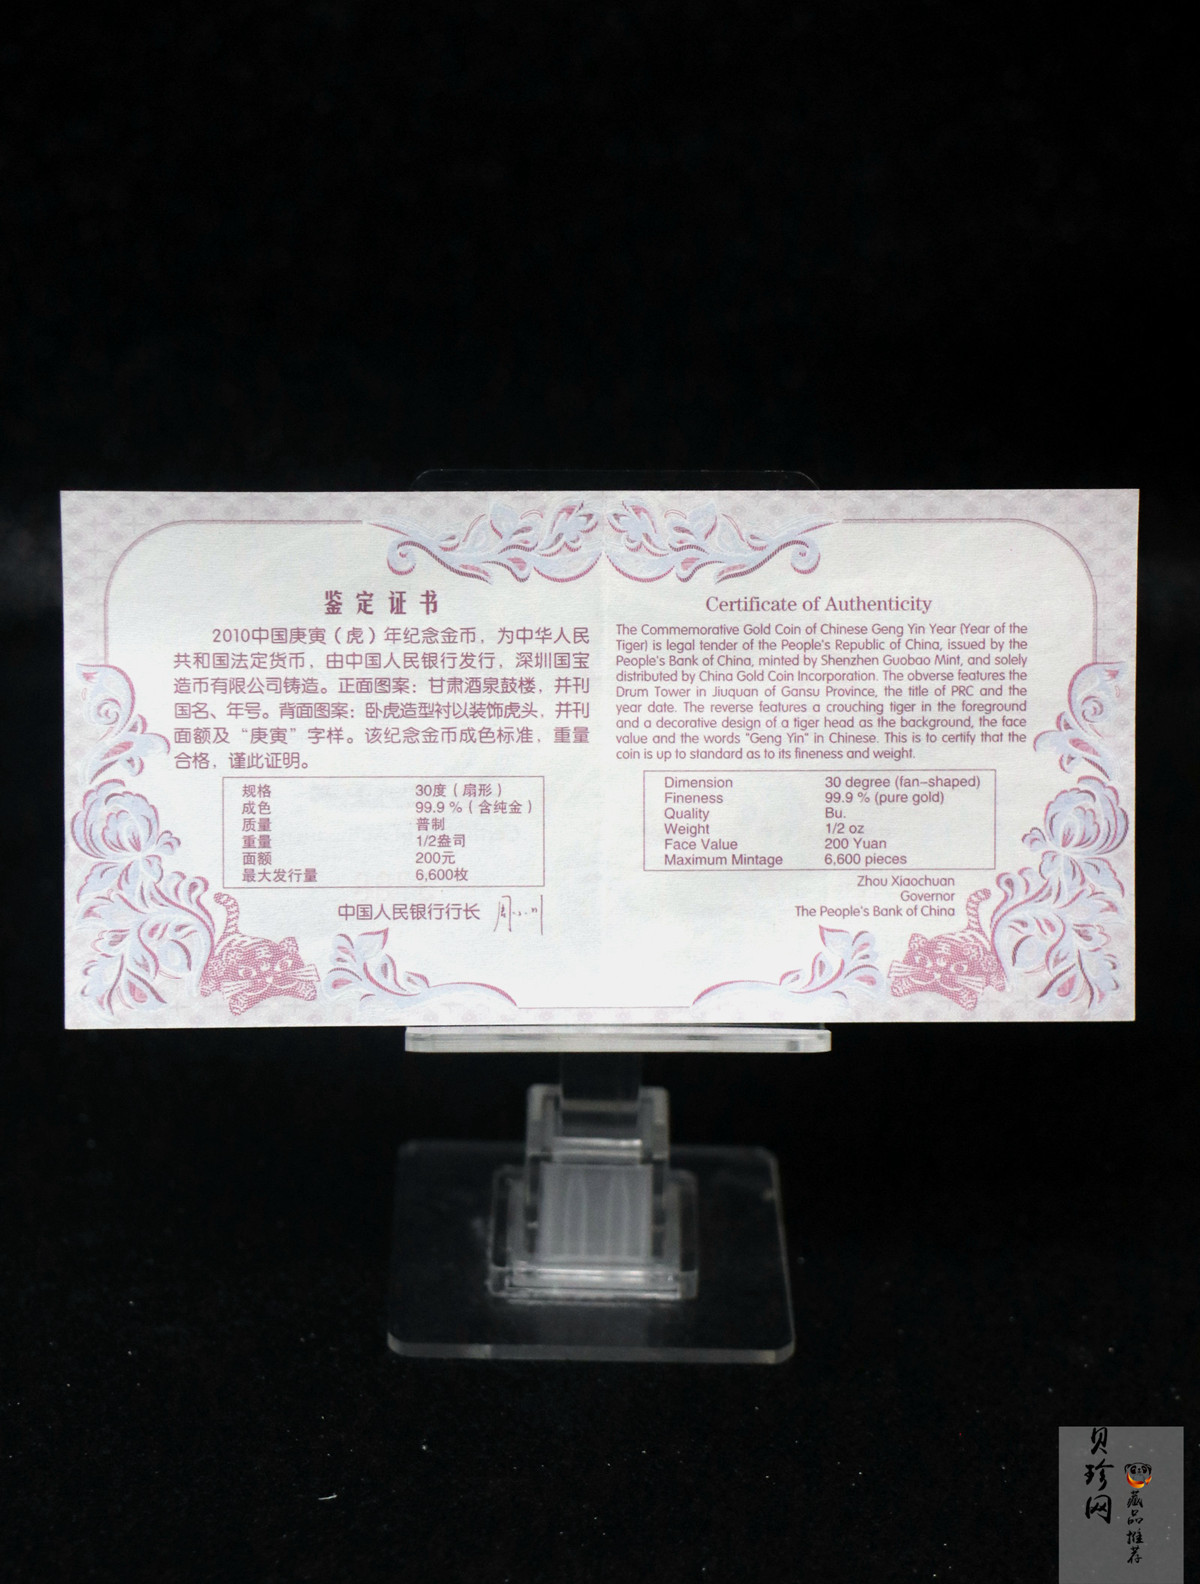 鉴定证书
2010中国庚寅（虎）年纪念金币，为中华人民
共和国法定货币，由中国人民银行发行，深圳国宝
造币有限公司铸造。正面图案：甘肃酒泉鼓楼，并刊
国名、年号。背面图案：卧虎造型衬以装饰虎头，并刊
面额及“庚寅”字样。该纪念金币成色标准，重量
合格，谨此证明。
规格 30度（扇形）
成色 99.9％（含纯金）
质量 普制
重量 1/2盎司
面额 200元
最大发行量 6,600枚
中国人民银行行长
Certificate of Authenticity
The Commemorative Gold Coin of Chinese Geng Yin Year (Year of the
Tiger) is legal tender of the People's Republic of China, issued by the
People's Bank of China, minted by Shenzhen Guobao Mint, and solely
distributed by China Gold Coin Incorporation. The obverse features the
Drum Tower in Jiuquan of Gansu Province, the title of PRC and the
year date. The reverse features a crouching tiger in the foreground
and a decorative design of a tiger head as the background, the face
value and the words "Geng Yin" in Chinese. This is to certify that the
coin is up to standard as to its fineness and weight.
Dimension 30 degree (fan-shaped)
Fineness 99.9 % (pure gold)
Quality Bu.
Weight 1/2 oz
Face Value 200 Yuan
Maximum Mintage 6,600 pieces
Zhou Xiaochuan
Governor
The People's Bank of China
贝珍网
藏品推荐